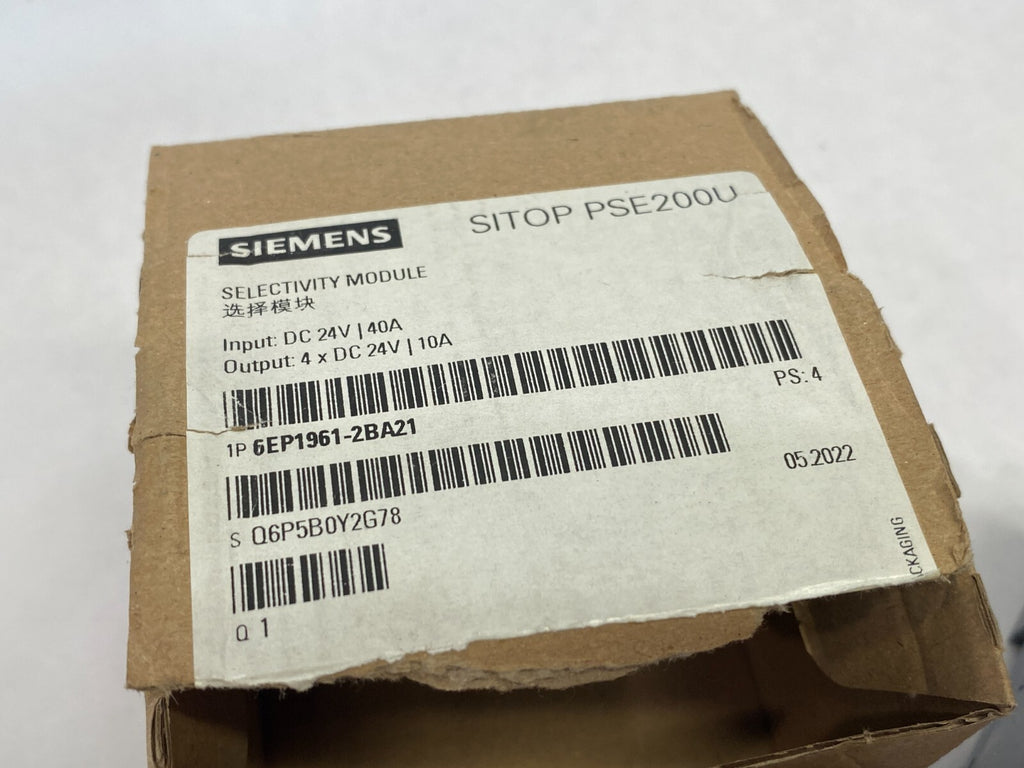 SIEMENS
SITOP PSE200U
SELECTIVITY MODULE
选择模块
Input: DC 24V | 40A
Output: 4 x DC 24V | 10A
PS: 4
1P 6EP1961-2BA21
05.2022
S Q6P5B0Y2G78
CKAGING
Q 1